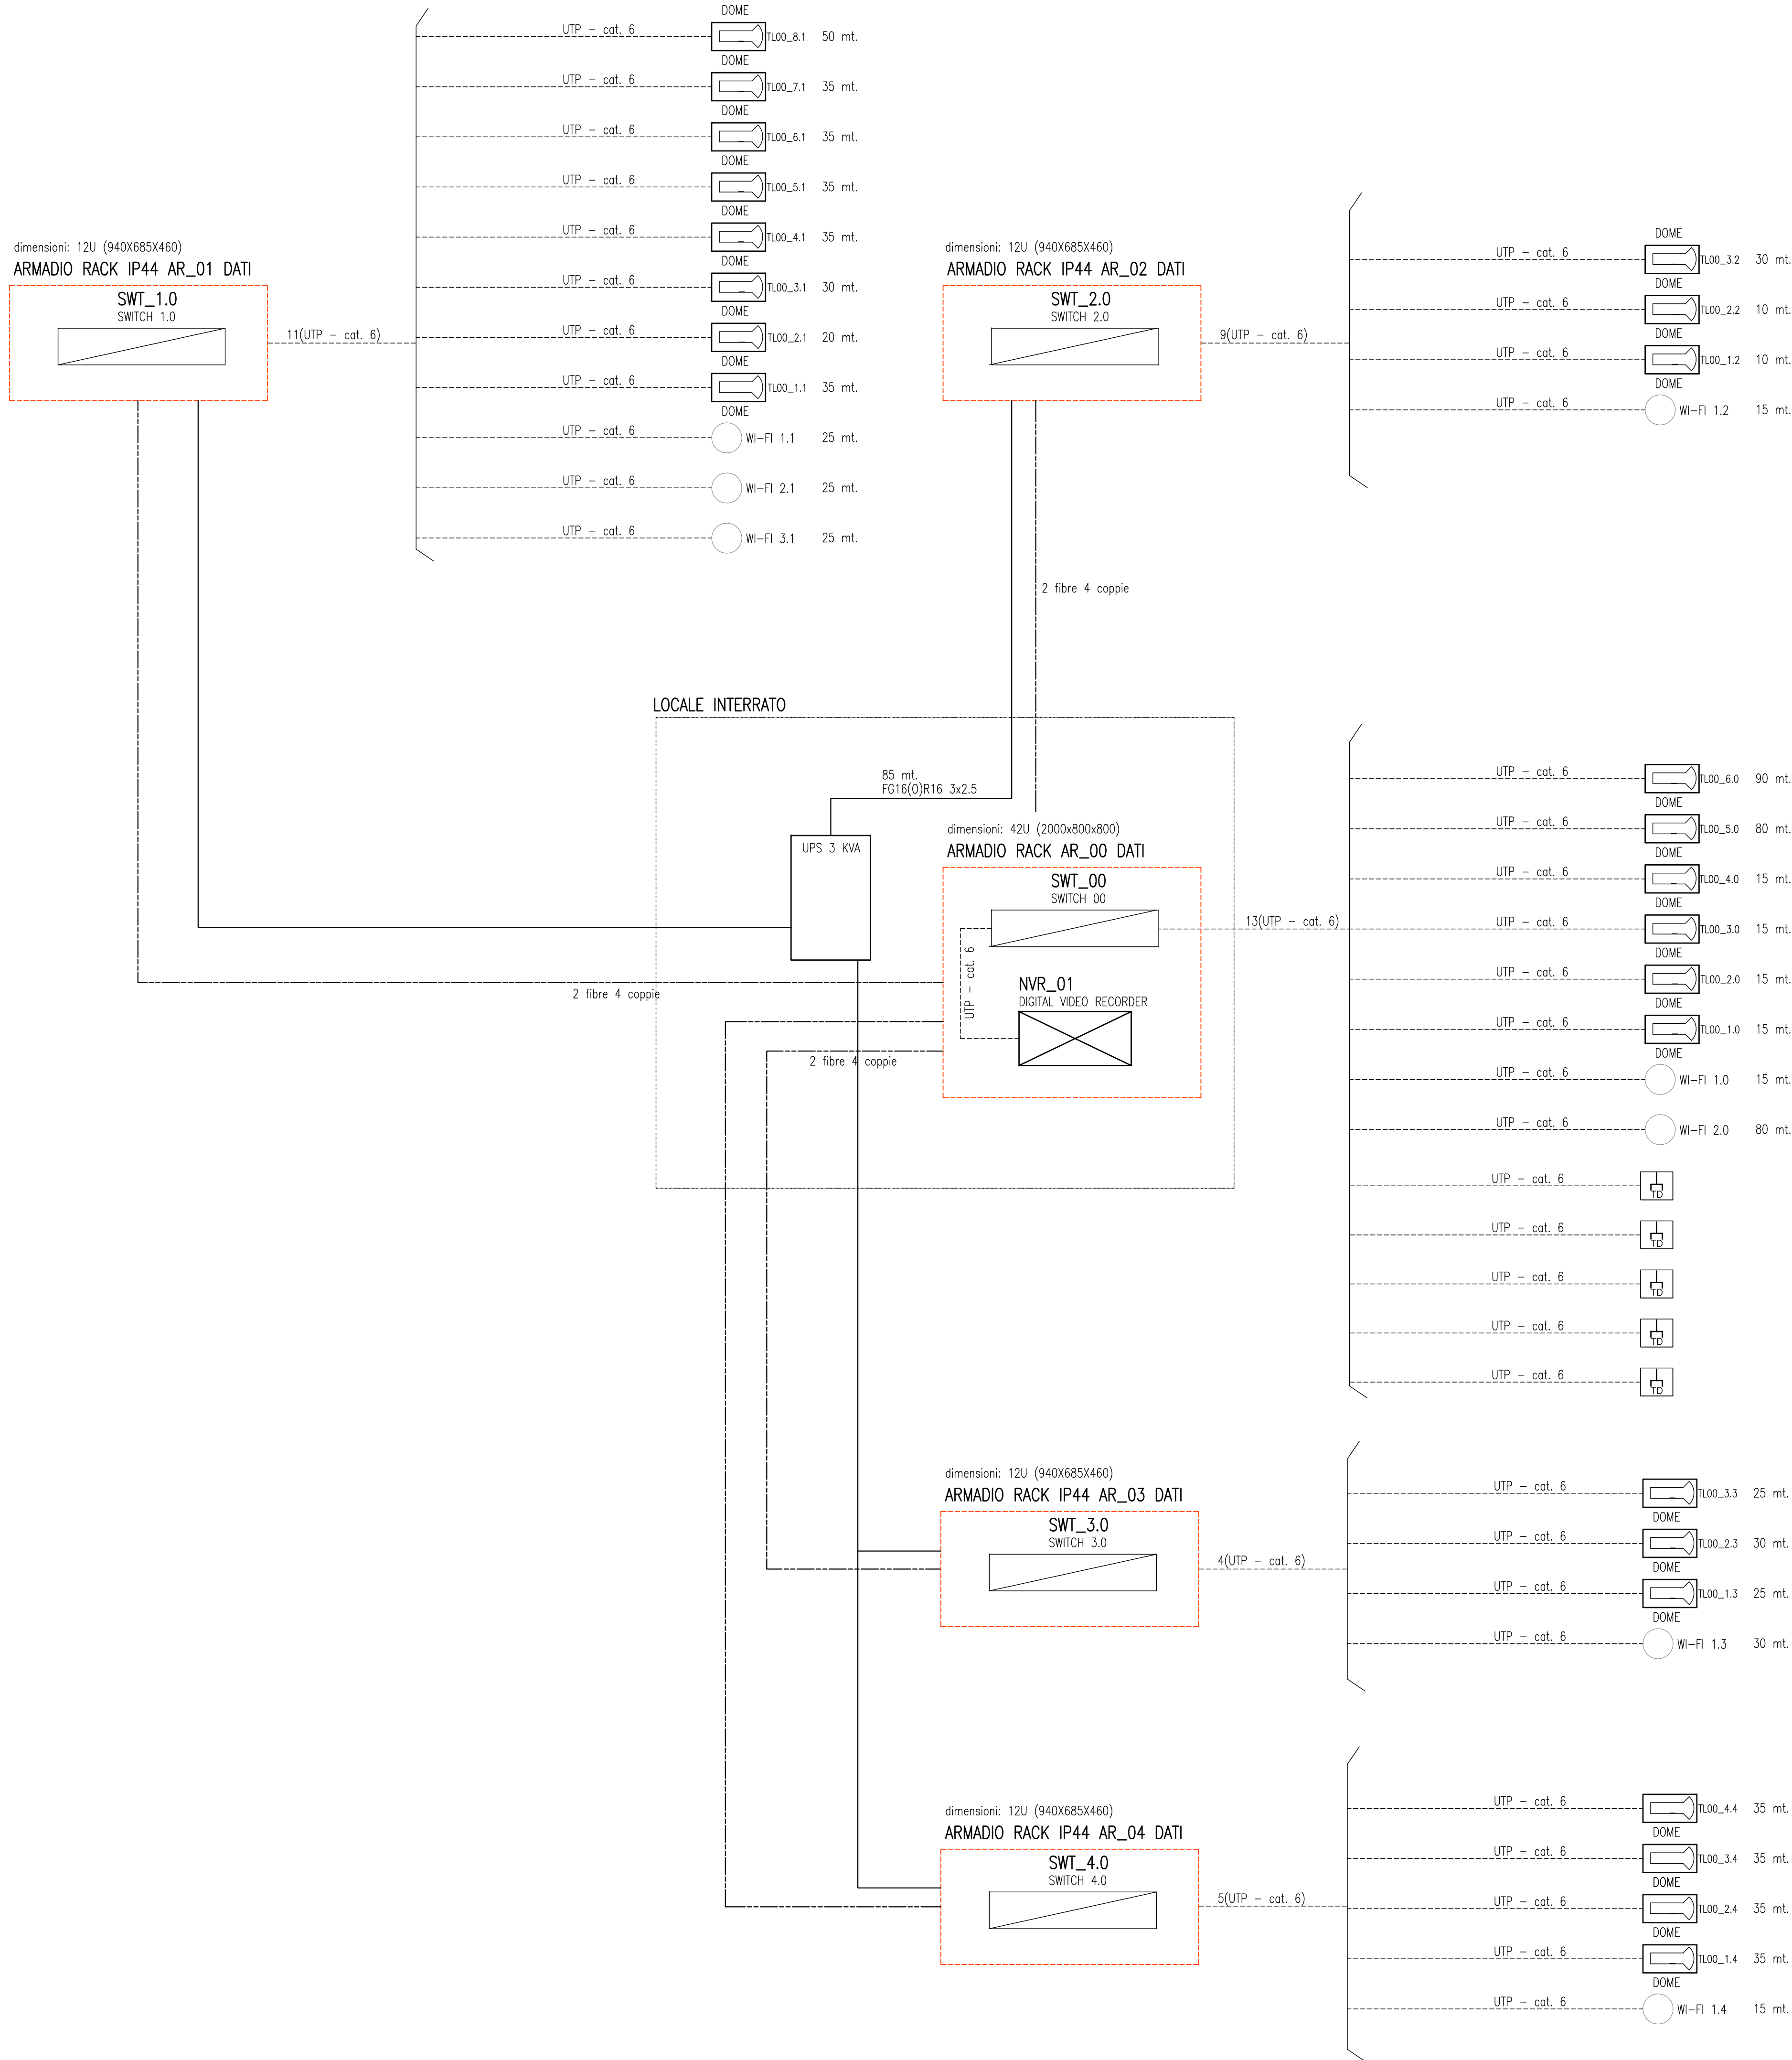 DOME
UTP – cat. 6
TL00_8.1 50 mt.
DOME
UTP – cat. 6
TL00_7.1 35 mt.
DOME
UTP – cat. 6
TL00_6.1 35 mt.
DOME
UTP – cat. 6
TL00_5.1 35 mt.
DOME
UTP – cat. 6
TL00_4.1 35 mt.
DOME
UTP – cat. 6
TL00_3.1 30 mt.
DOME
UTP – cat. 6
TL00_2.1 20 mt.
DOME
UTP – cat. 6
TL00_1.1 35 mt.
DOME
UTP – cat. 6
WI–FI 1.1 25 mt.
UTP – cat. 6
WI–FI 2.1 25 mt.
UTP – cat. 6
WI–FI 3.1 25 mt.
dimensioni: 12U (940X685X460)
ARMADIO RACK IP44 AR_01 DATI
SWT_1.0
SWITCH 1.0
11(UTP – cat. 6)
dimensioni: 12U (940X685X460)
ARMADIO RACK IP44 AR_02 DATI
SWT_2.0
SWITCH 2.0
9(UTP – cat. 6)
DOME
UTP – cat. 6
TL00_3.2 30 mt.
DOME
UTP – cat. 6
TL00_2.2 10 mt.
DOME
UTP – cat. 6
TL00_1.2 10 mt.
DOME
UTP – cat. 6
WI–FI 1.2 15 mt.
2 fibre 4 coppie
LOCALE INTERRATO
85 mt.
FG16(O)R16 3x2.5
UPS 3 KVA
dimensioni: 42U (2000x800x800)
ARMADIO RACK AR_00 DATI
SWT_00
SWITCH 00
UTP – cat. 6
NVR_01
DIGITAL VIDEO RECORDER
13(UTP – cat. 6)
2 fibre 4 coppie
2 fibre 4 coppie
UTP – cat. 6
TL00_6.0 90 mt.
DOME
UTP – cat. 6
TL00_5.0 80 mt.
DOME
UTP – cat. 6
TL00_4.0 15 mt.
DOME
UTP – cat. 6
TL00_3.0 15 mt.
DOME
UTP – cat. 6
TL00_2.0 15 mt.
DOME
UTP – cat. 6
TL00_1.0 15 mt.
DOME
UTP – cat. 6
WI–FI 1.0 15 mt.
UTP – cat. 6
WI–FI 2.0 80 mt.
UTP – cat. 6
TD
UTP – cat. 6
TD
UTP – cat. 6
TD
UTP – cat. 6
TD
UTP – cat. 6
TD
dimensioni: 12U (940X685X460)
ARMADIO RACK IP44 AR_03 DATI
SWT_3.0
SWITCH 3.0
4(UTP – cat. 6)
UTP – cat. 6
TL00_3.3 25 mt.
DOME
UTP – cat. 6
TL00_2.3 30 mt.
DOME
UTP – cat. 6
TL00_1.3 25 mt.
DOME
UTP – cat. 6
WI–FI 1.3 30 mt.
dimensioni: 12U (940X685X460)
ARMADIO RACK IP44 AR_04 DATI
SWT_4.0
SWITCH 4.0
5(UTP – cat. 6)
UTP – cat. 6
TL00_4.4 35 mt.
DOME
UTP – cat. 6
TL00_3.4 35 mt.
DOME
UTP – cat. 6
TL00_2.4 35 mt.
DOME
UTP – cat. 6
TL00_1.4 35 mt.
DOME
UTP – cat. 6
WI–FI 1.4 15 mt.